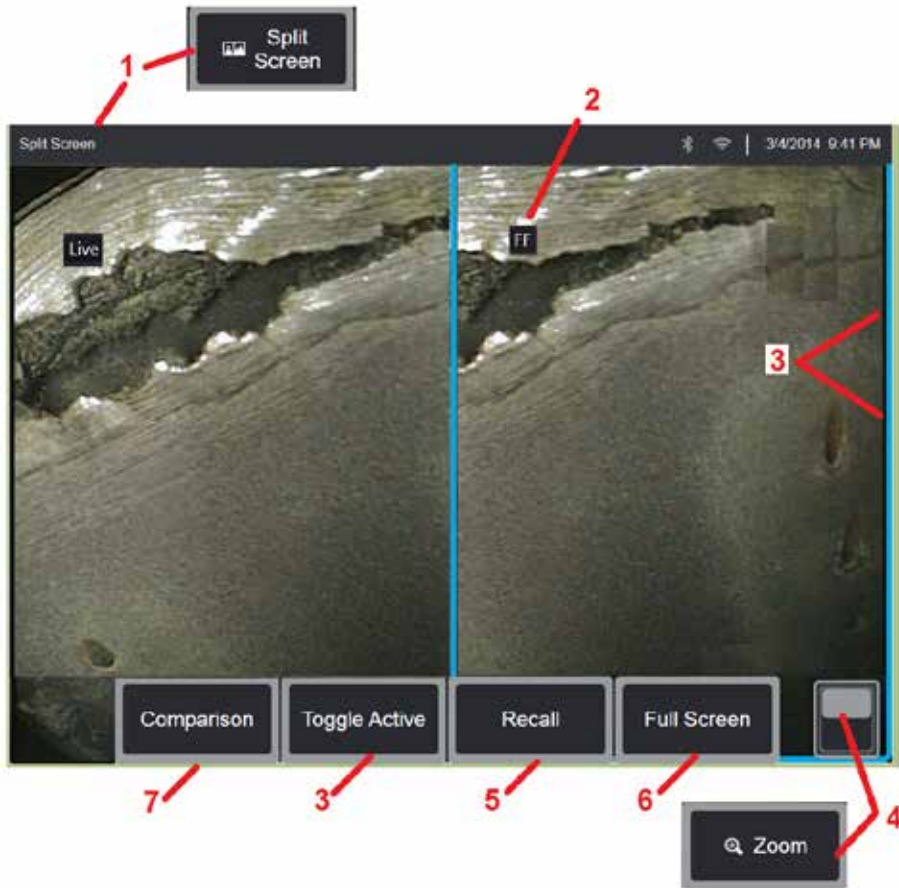 Split
Screen
1
2
Split Screen
3/4/2014 9:41 PM
Live
FF
3
Comparison
Toggle Active
Recall
Full Screen
7
3
5
6
4
Zoom